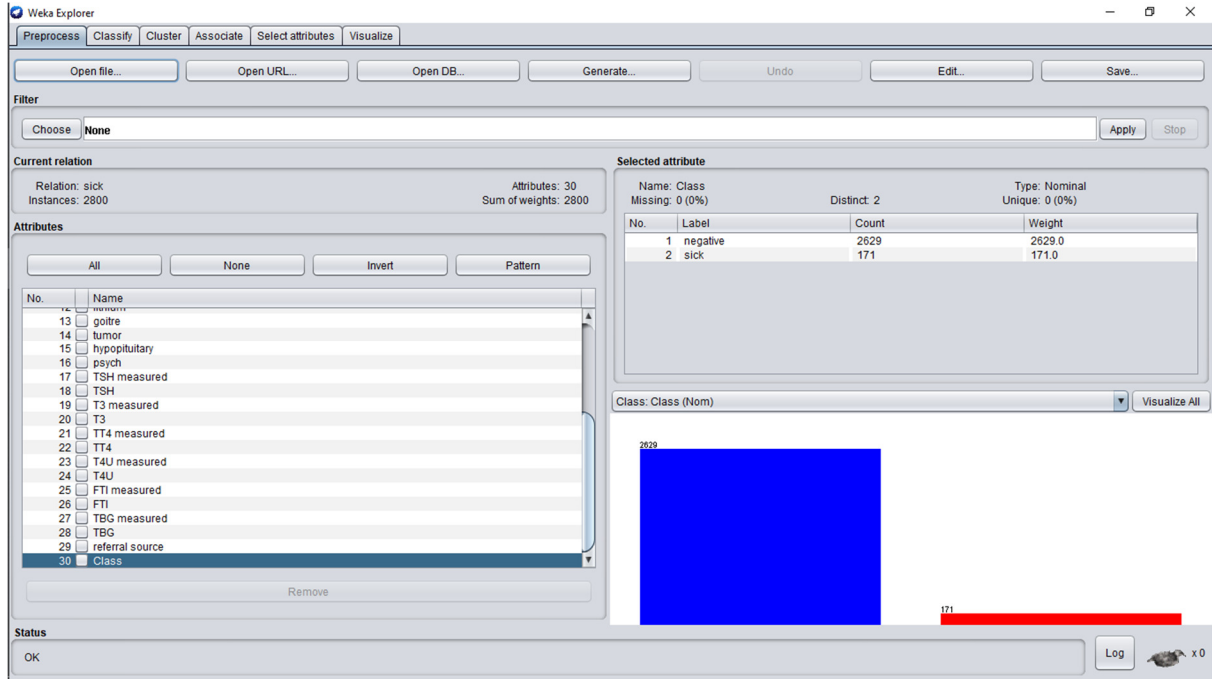 Weka Explorer
Preprocess Classify Cluster Associate Select attributes Visualize
Open file... Open URL... Open DB... Generate... Undo Edit... Save...
Filter
Choose None Apply Stop
Current relation
Relation: sick Attributes: 30
Instances: 2800 Sum of weights: 2800
Attributes
All None Invert Pattern
No. Name
13 goitre
14 tumor
15 hypopituitary
16 psych
17 TSH measured
18 TSH
19 T3 measured
20 T3
21 TT4 measured
22 TT4
23 T4U measured
24 T4U
25 FTI measured
26 FTI
27 TBG measured
28 TBG
29 referral source
30 Class
Remove
Selected attribute
Name: Class Type: Nominal
Missing: 0 (0%) Distinct: 2 Unique: 0 (0%)
No. Label Count Weight
1 negative 2629 2629.0
2 sick 171 171.0
Class: Class (Nom) Visualize All
2629
171
Status
OK Log x 0